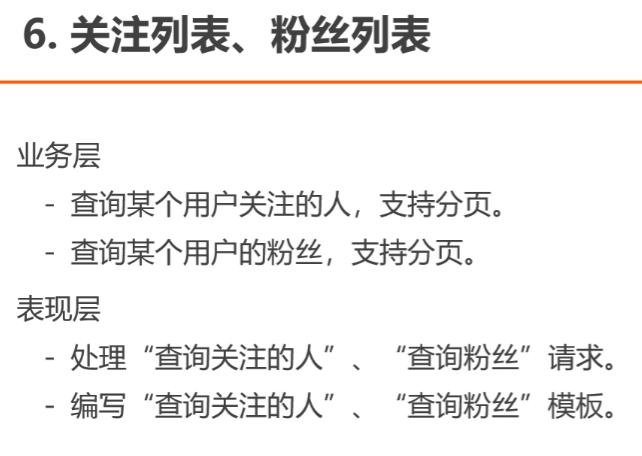 6. 关注列表、粉丝列表
业务层
- 查询某个用户关注的人，支持分页。
- 查询某个用户的粉丝，支持分页。
表现层
- 处理“查询关注的人”、“查询粉丝”请求。
- 编写“查询关注的人”、“查询粉丝”模板。